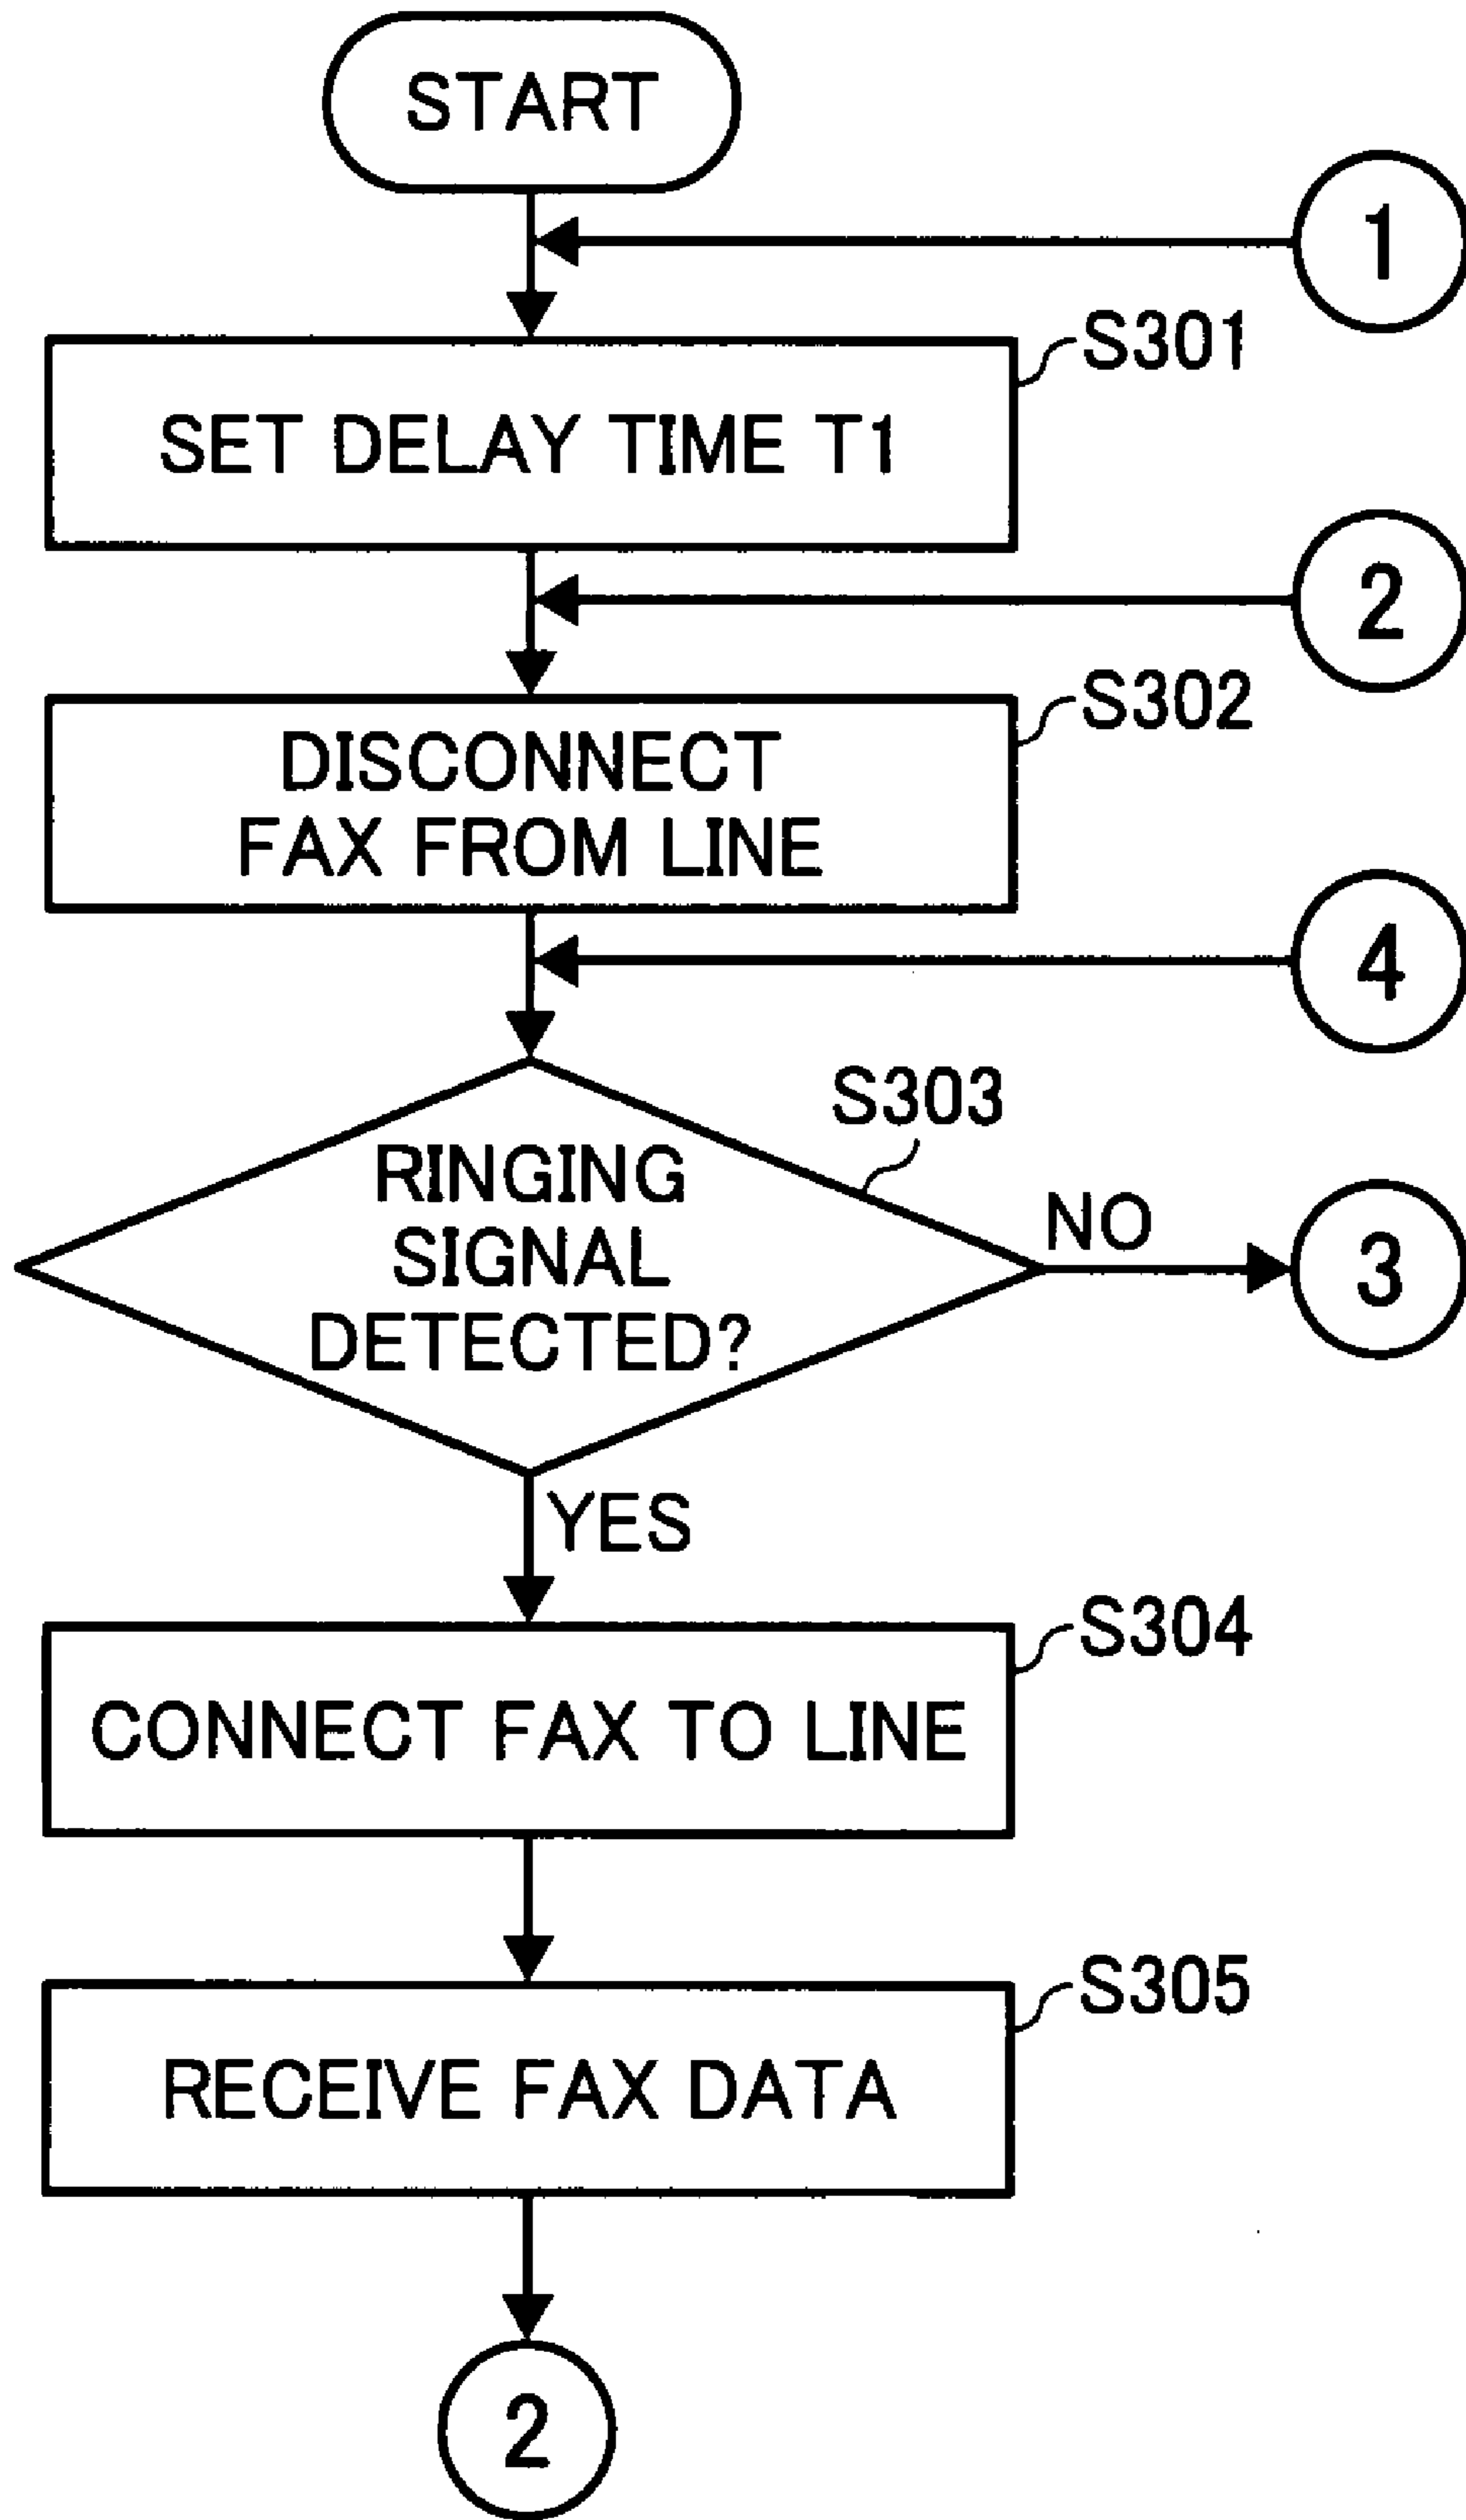 START
1
S301
SET DELAY TIME T1
2
S302
DISCONNECT
FAX FROM LINE
4
S303
RINGING
SIGNAL
DETECTED?
NO
3
YES
S304
CONNECT FAX TO LINE
S305
RECEIVE FAX DATA
2